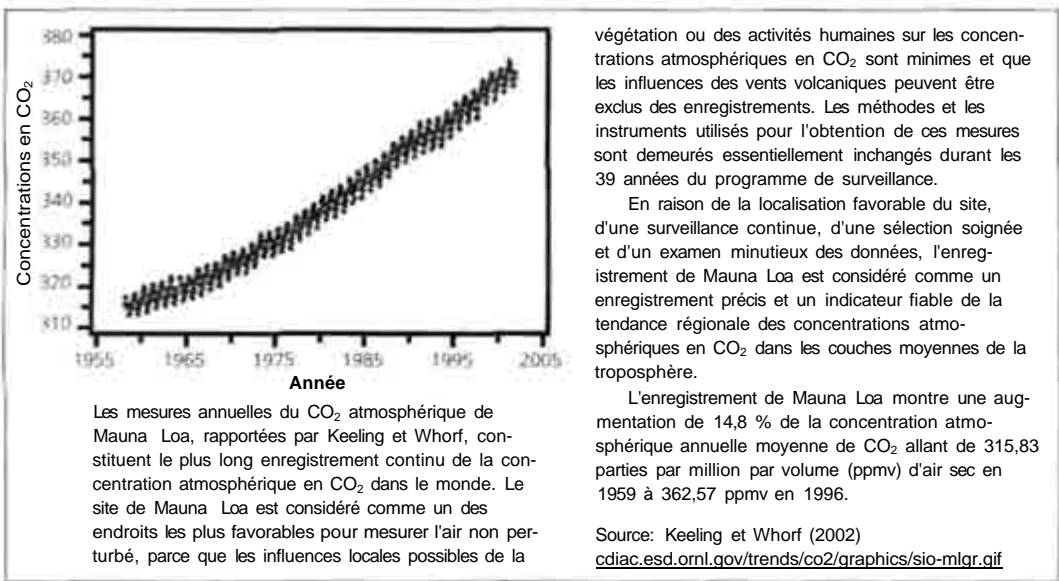 380
370
360
350
340
330
320
310
Concentrations en CO₂
1955 1965 1975 1985 1995 2005
Année
Les mesures annuelles du CO₂ atmosphérique de
Mauna Loa, rapportées par Keeling et Whorf, con-
stituent le plus long enregistrement continu de la con-
centration atmosphérique en CO₂ dans le monde. Le
site de Mauna Loa est considéré comme un des
endroits les plus favorables pour mesurer l'air non per-
turbé, parce que les influences locales possibles de la
végétation ou des activités humaines sur les concen-
trations atmosphériques en CO₂ sont minimes et que
les influences des vents volcaniques peuvent être
exclus des enregistrements. Les méthodes et les
instruments utilisés pour l'obtention de ces mesures
sont demeurés essentiellement inchangés durant les
39 années du programme de surveillance.
En raison de la localisation favorable du site,
d'une surveillance continue, d'une sélection soignée
et d'un examen minutieux des données, l'enreg-
istrement de Mauna Loa est considéré comme un
enregistrement précis et un indicateur fiable de la
tendance régionale des concentrations atmo-
sphériques en CO₂ dans les couches moyennes de la
troposphère.
L'enregistrement de Mauna Loa montre une aug-
mentation de 14,8 % de la concentration atmo-
sphérique annuelle moyenne de CO₂ allant de 315,83
parties par million par volume (ppmv) d'air sec en
1959 à 362,57 ppmv en 1996.
Source: Keeling et Whorf (2002)
cdiac.esd.ornl.gov/trends/co2/graphics/sio-mlgr.gif